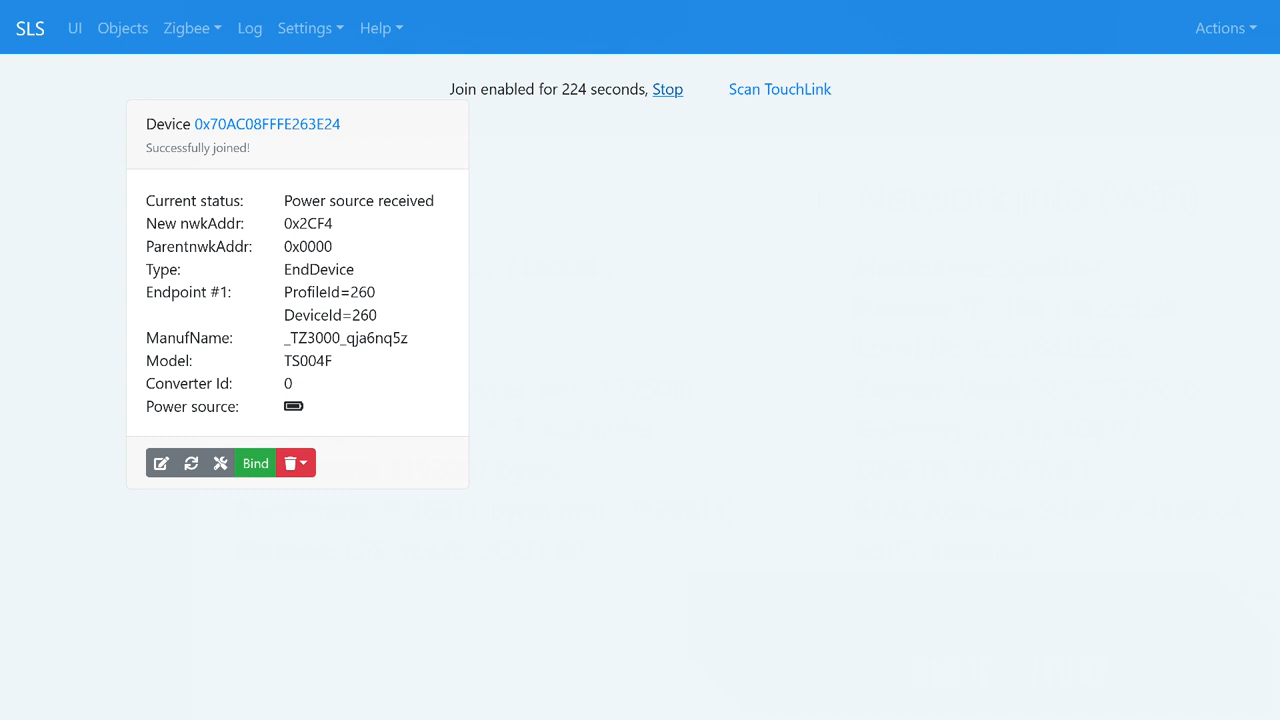 SLS UI Objects Zigbee Log Settings Help Actions
Join enabled for 224 seconds, Stop Scan TouchLink
Device 0x70AC08FFFE263E24
Successfully joined!
Current status: Power source received
New nwkAddr: 0x2CF4
ParentnwkAddr: 0x0000
Type: EndDevice
Endpoint #1: ProfileId=260
DeviceId=260
ManufName: _TZ3000_qja6nq5z
Model: TS004F
Converter Id: 0
Power source:
Bind